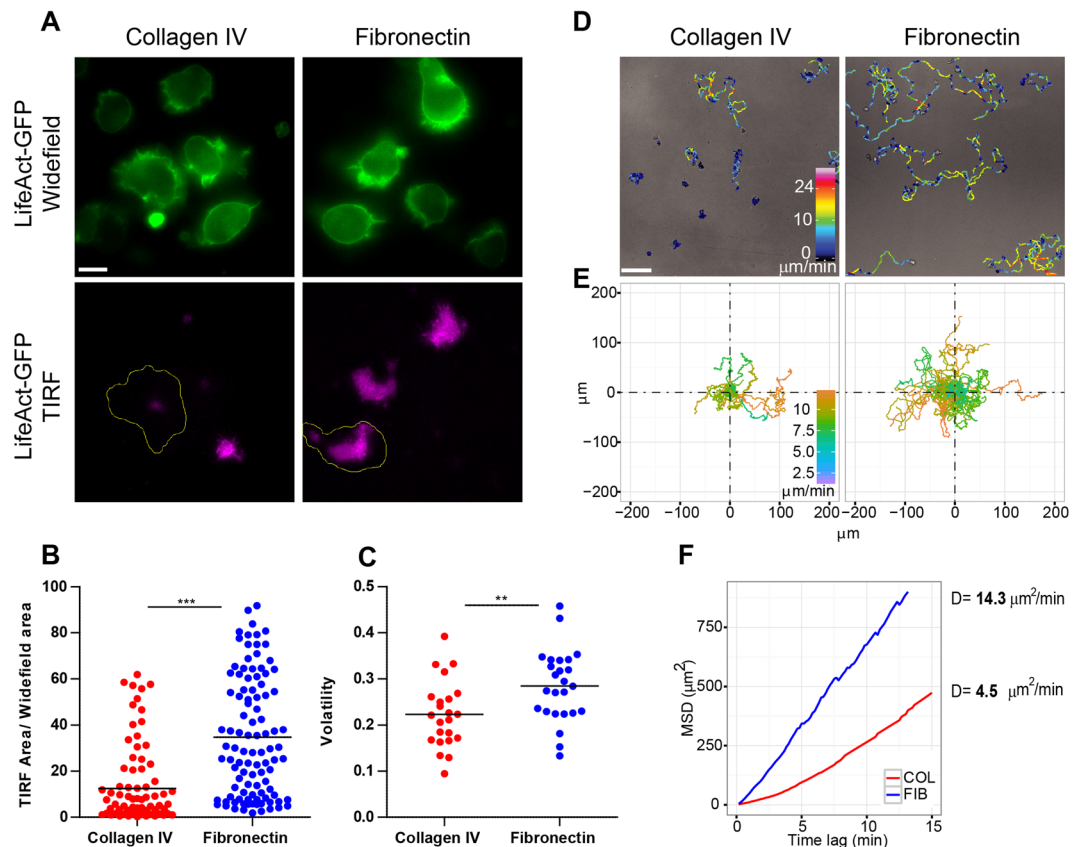 A
Collagen IV
Fibronectin
LifeAct-GFP
Widefield
LifeAct-GFP
TIRF
D
Collagen IV
Fibronectin
24
10
0
μm/min
E
200
100
0
−100
−200
μm
10
7.5
5.0
2.5
μm/min
−200
−100
0
100
200
−200
−100
0
100
200
μm
B
***
100
80
60
40
20
0
TIRF Area/ Widefield area
Collagen IV
Fibronectin
C
**
0.5
0.4
0.3
0.2
0.1
0.0
Volatility
Collagen IV
Fibronectin
F
750
500
250
0
MSD (μm²)
COL
FIB
0
5
10
15
Time lag (min)
D= 14.3 μm²/min
D= 4.5 μm²/min